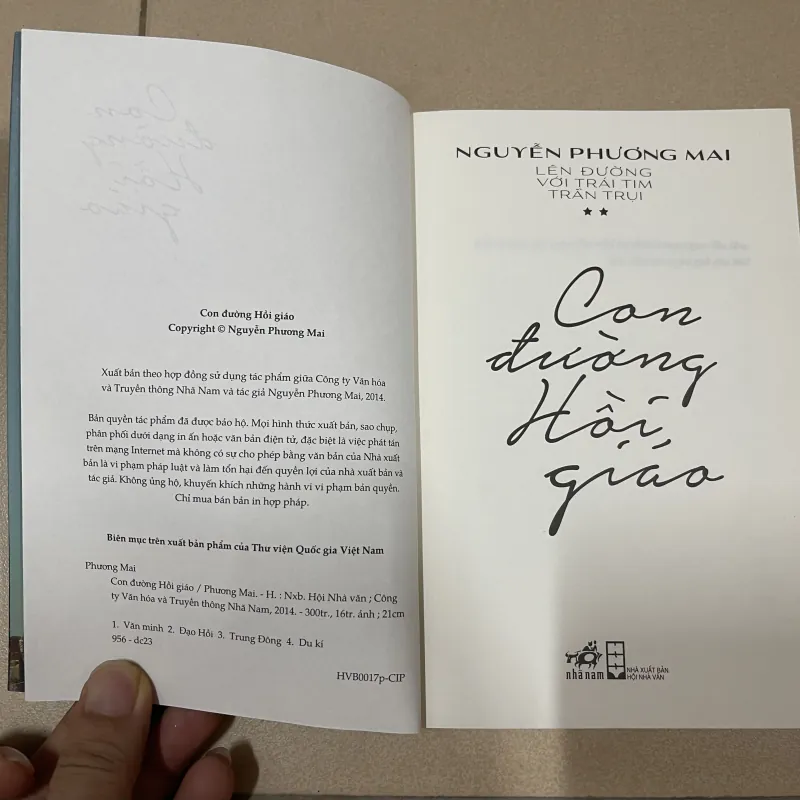 Con đường Hồi giáo
Copyright © Nguyễn Phương Mai
Xuất bản theo hợp đồng sử dụng tác phẩm giữa Công ty Văn hóa
và Truyền thông Nhã Nam và tác giả Nguyễn Phương Mai, 2014.
Bản quyền tác phẩm đã được bảo hộ. Mọi hình thức xuất bản, sao chụp,
phân phối dưới dạng in ấn hoặc văn bản điện tử, đặc biệt là việc phát tán
trên mạng Internet mà không có sự cho phép bằng văn bản của Nhà xuất
bản là vi phạm pháp luật và làm tổn hại đến quyền lợi của nhà xuất bản và
tác giả. Không ủng hộ, khuyến khích những hành vi vi phạm bản quyền.
Chỉ mua bán bản in hợp pháp.
Biên mục trên xuất bản phẩm của Thư viện Quốc gia Việt Nam
Phương Mai
Con đường Hồi giáo / Phương Mai. - H. : Nxb. Hội Nhà văn ; Công
ty Văn hóa và Truyền thông Nhã Nam, 2014. - 300tr., 16tr. ảnh ; 21cm
1. Văn minh 2. Đạo Hồi 3. Trung Đông 4. Du kí
956 - dc23
HVB0017p-CIP
NGUYỄN PHƯƠNG MAI
LÊN ĐƯỜNG
VỚI TRÁI TIM
TRẦN TRỤI
★★
Con
đường
Hồi
giáo
nhã nam
NHÀ XUẤT BẢN
HỘI NHÀ VĂN